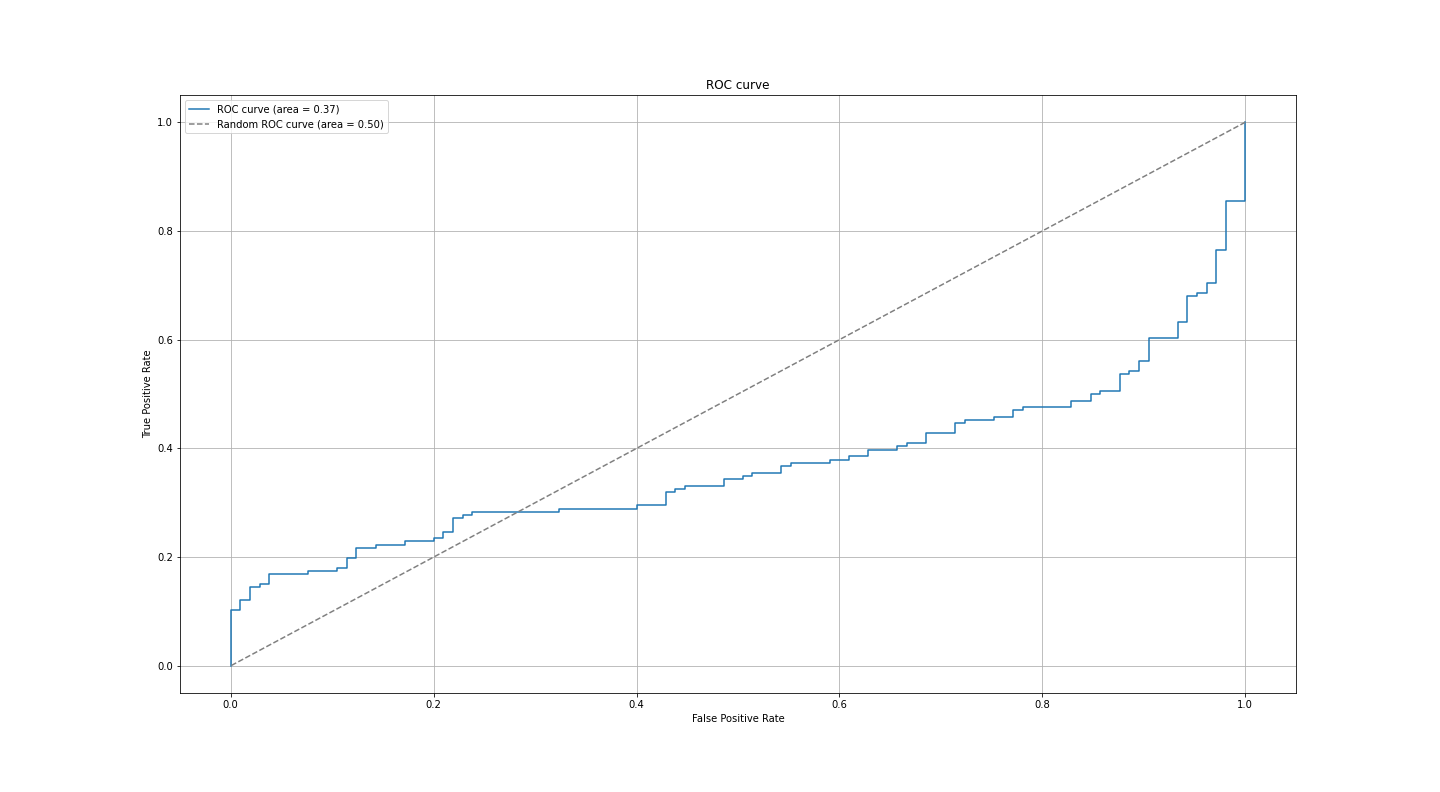 ROC curve
ROC curve (area = 0.37)
Random ROC curve (area = 0.50)
1.0
0.8
0.6
0.4
0.2
0.0
True Positive Rate
0.0
0.2
0.4
0.6
0.8
1.0
False Positive Rate